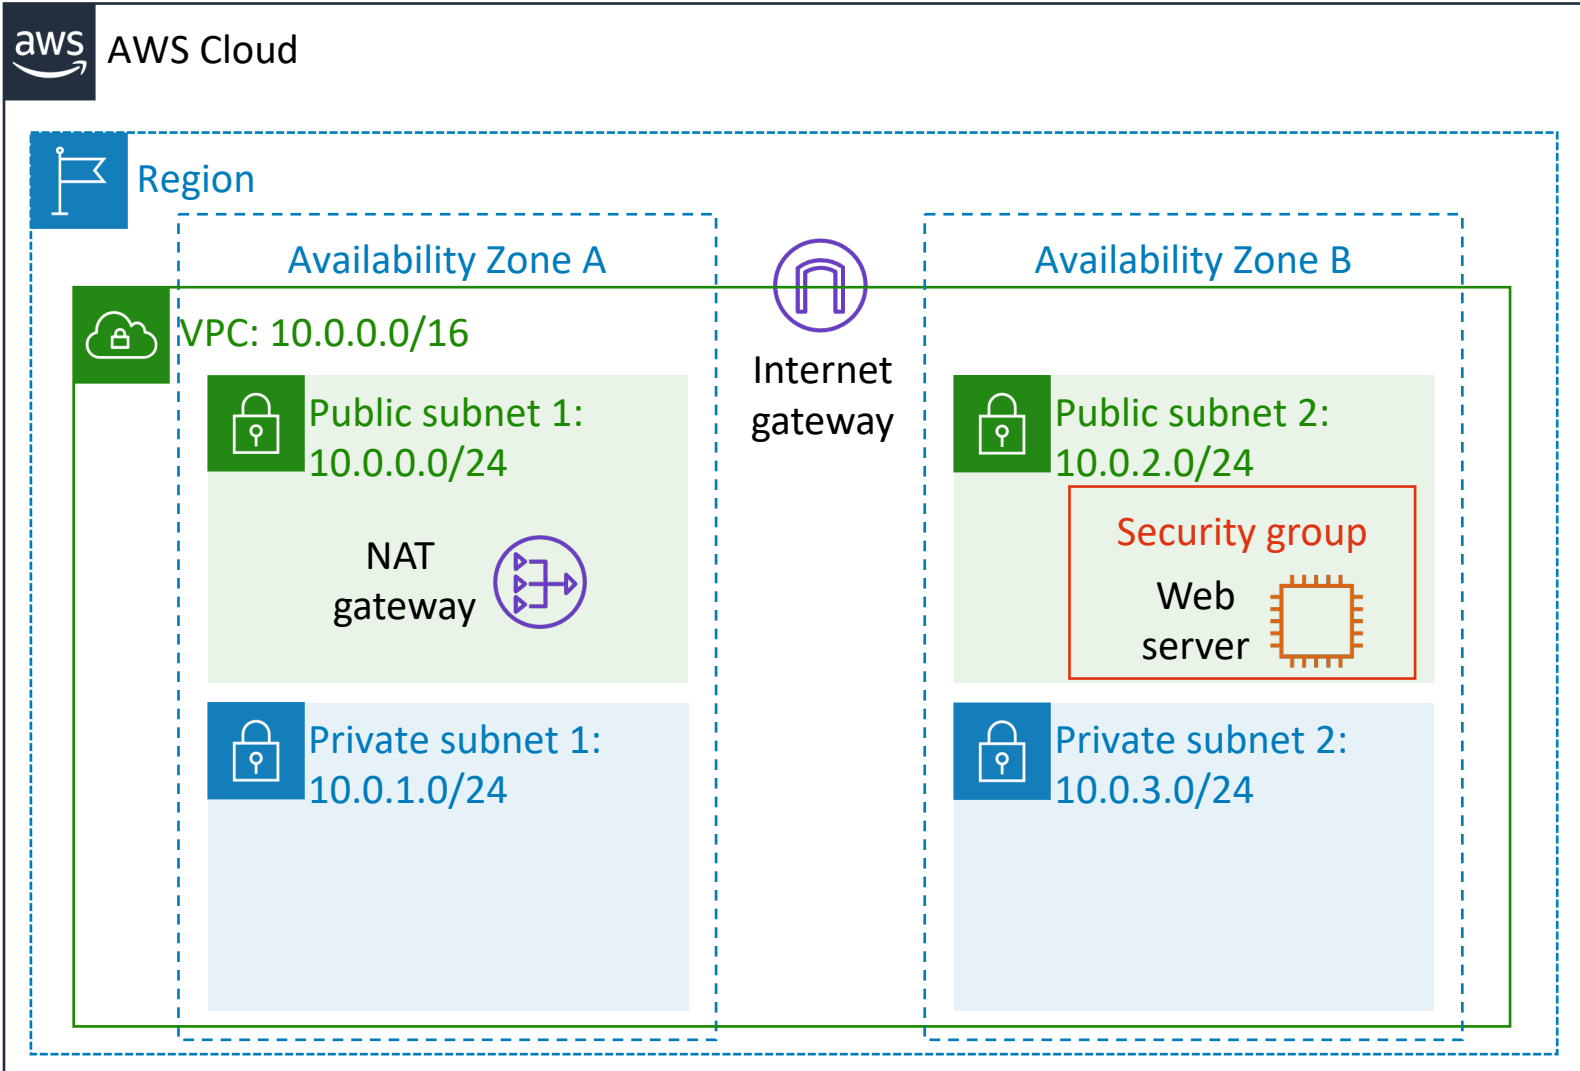 aws
AWS Cloud
Region
Availability Zone A
Availability Zone B
VPC: 10.0.0.0/16
Internet
gateway
Public subnet 1:
10.0.0.0/24
NAT
gateway
Public subnet 2:
10.0.2.0/24
Security group
Web
server
Private subnet 1:
10.0.1.0/24
Private subnet 2:
10.0.3.0/24